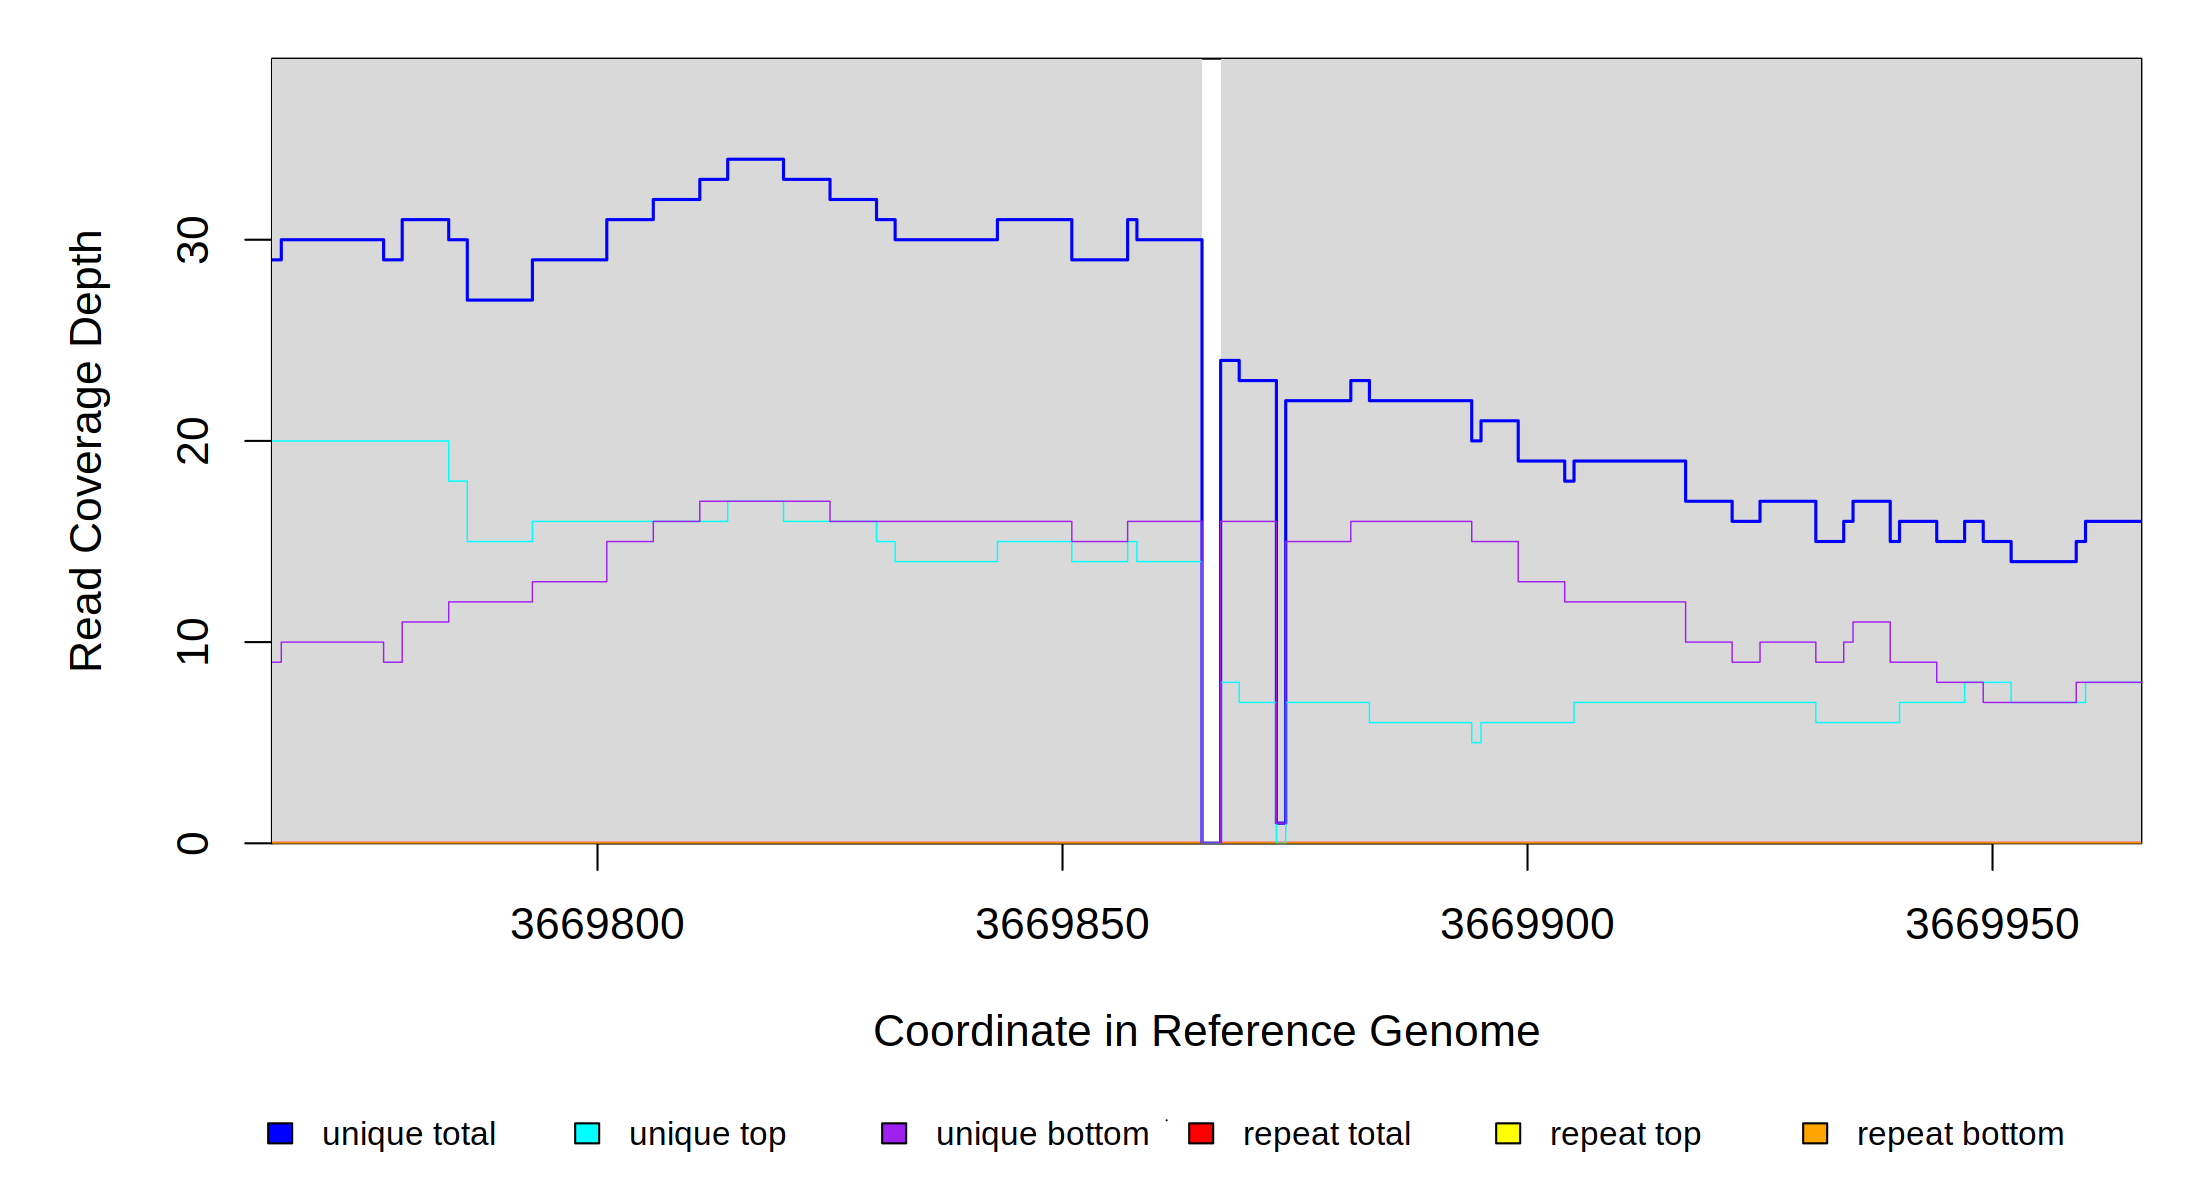 Read Coverage Depth
30
20
10
0
3669800 3669850 3669900 3669950
Coordinate in Reference Genome
unique total unique top unique bottom repeat total repeat top repeat bottom